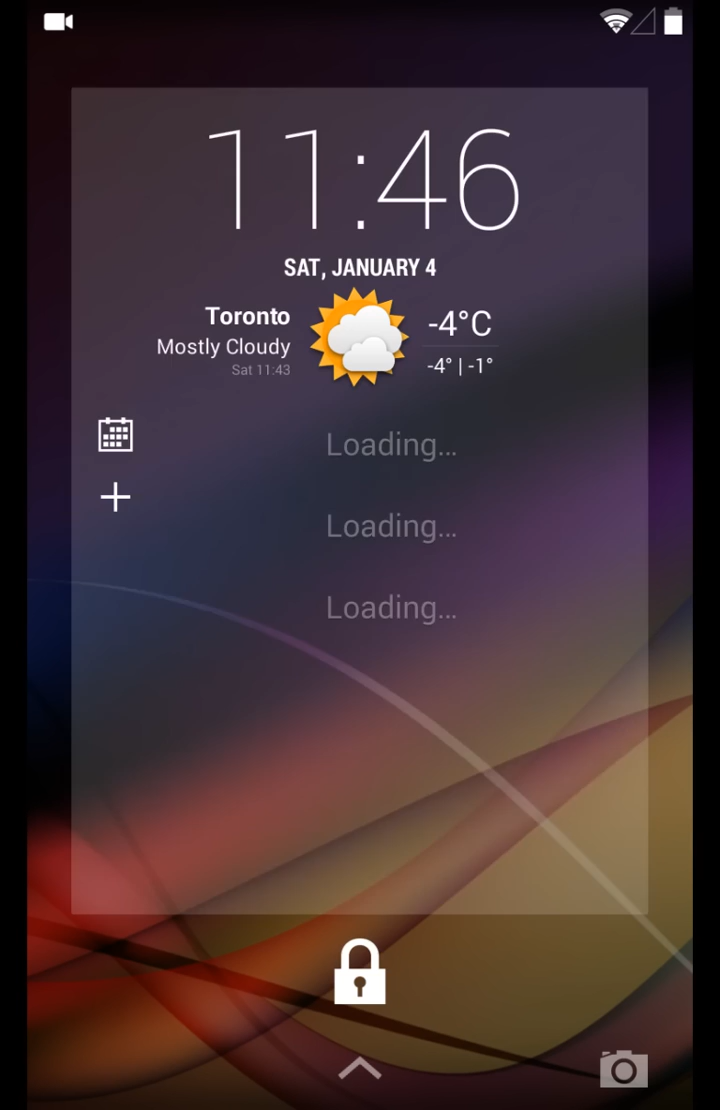 11:46
SAT, JANUARY 4
Toronto
Mostly Cloudy
Sat 11:43
-4°C
-4° | -1°
Loading...
Loading...
Loading...